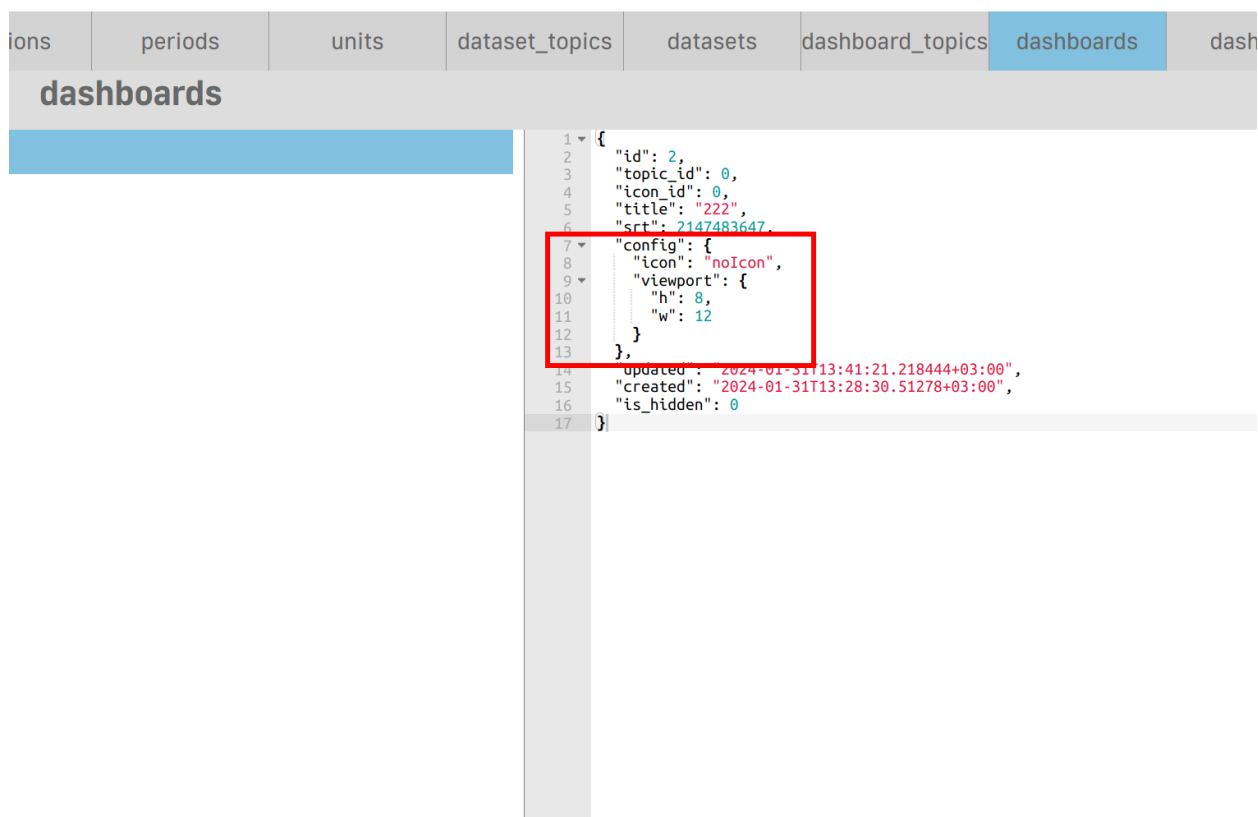 ions periods units dataset_topics datasets dashboard_topics dashboards dash
dashboards
1 {
2 "id": 2,
3 "topic_id": 0,
4 "icon_id": 0,
5 "title": "222",
6 "srt": 2147483647,
7 "config": {
8 "icon": "noIcon",
9 "viewport": {
10 "h": 8,
11 "w": 12
12 }
13 },
14 "updated": "2024-01-31T13:41:21.218444+03:00",
15 "created": "2024-01-31T13:28:30.51278+03:00",
16 "is_hidden": 0
17 }